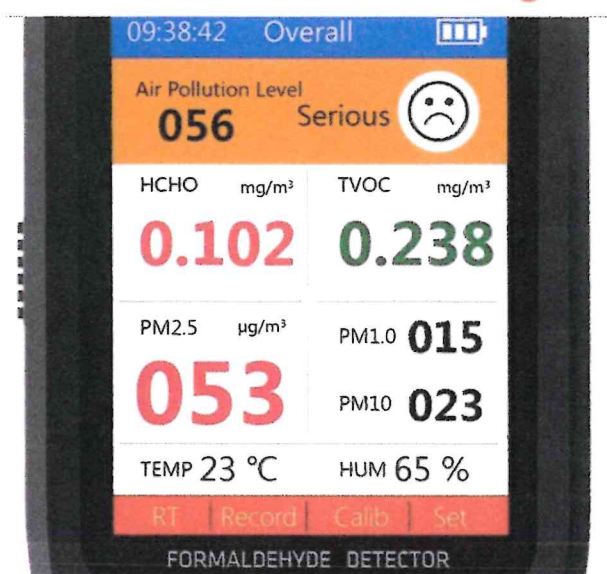 09:38:42 Overall
Air Pollution Level
056 Serious
HCHO mg/m³ TVOC mg/m³
0.102 0.238
PM2.5 µg/m³ PM1.0 015
053 PM10 023
TEMP 23 °C HUM 65 %
RT Record Calib Set
FORMALDEHYDE DETECTOR